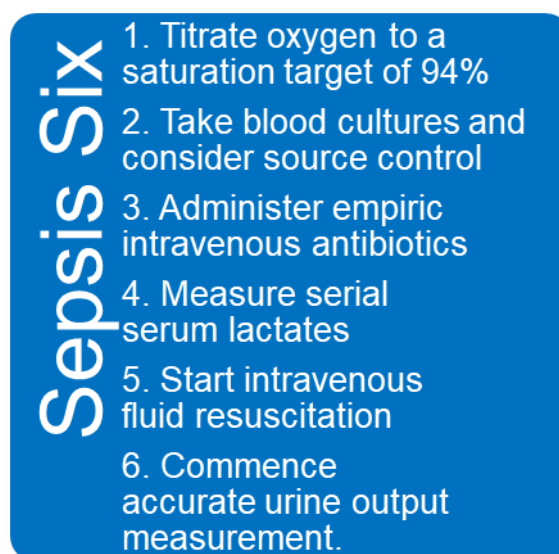 Sepsis Six
1. Titrate oxygen to a
saturation target of 94%
2. Take blood cultures and
consider source control
3. Administer empiric
intravenous antibiotics
4. Measure serial
serum lactates
5. Start intravenous
fluid resuscitation
6. Commence
accurate urine output
measurement.